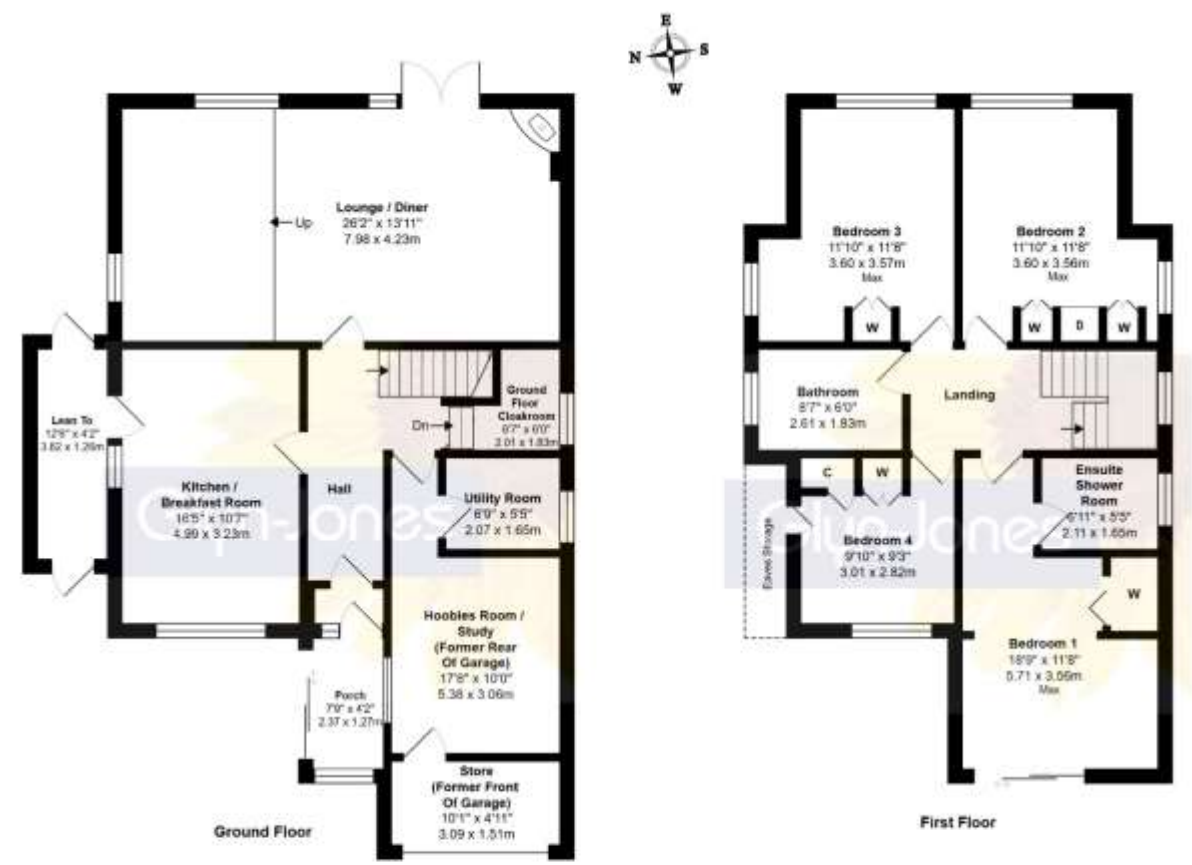 E
N
S
W
Lounge / Diner
26'2" x 13'11"
7.98 x 4.23m
Up
Lean To
12'6" x 4'2"
3.82 x 1.26m
Kitchen /
Breakfast Room
16'5" x 10'7"
4.99 x 3.23m
Hall
Dn
Ground
Floor
Cloakroom
6'7" x 6'0"
2.01 x 1.83m
Utility Room
6'9" x 5'5"
2.07 x 1.65m
Hoobies Room /
Study
(Former Rear
Of Garage)
17'8" x 10'0"
5.38 x 3.06m
Porch
7'9" x 4'2"
2.37 x 1.27m
Store
(Former Front
Of Garage)
10'1" x 4'11"
3.09 x 1.51m
Ground Floor
Glyn-Jones
Bedroom 3
11'10" x 11'8"
3.60 x 3.57m
Max
W
Bedroom 2
11'10" x 11'8"
3.60 x 3.56m
Max
W
D
W
Bathroom
8'7" x 6'0"
2.61 x 1.83m
Landing
C
W
Eaves Storage
Bedroom 4
9'10" x 9'3"
3.01 x 2.82m
Ensuite
Shower
Room
6'11" x 5'5"
2.11 x 1.65m
W
Bedroom 1
18'9" x 11'8"
5.71 x 3.56m
Max
First Floor
Glyn-Jones